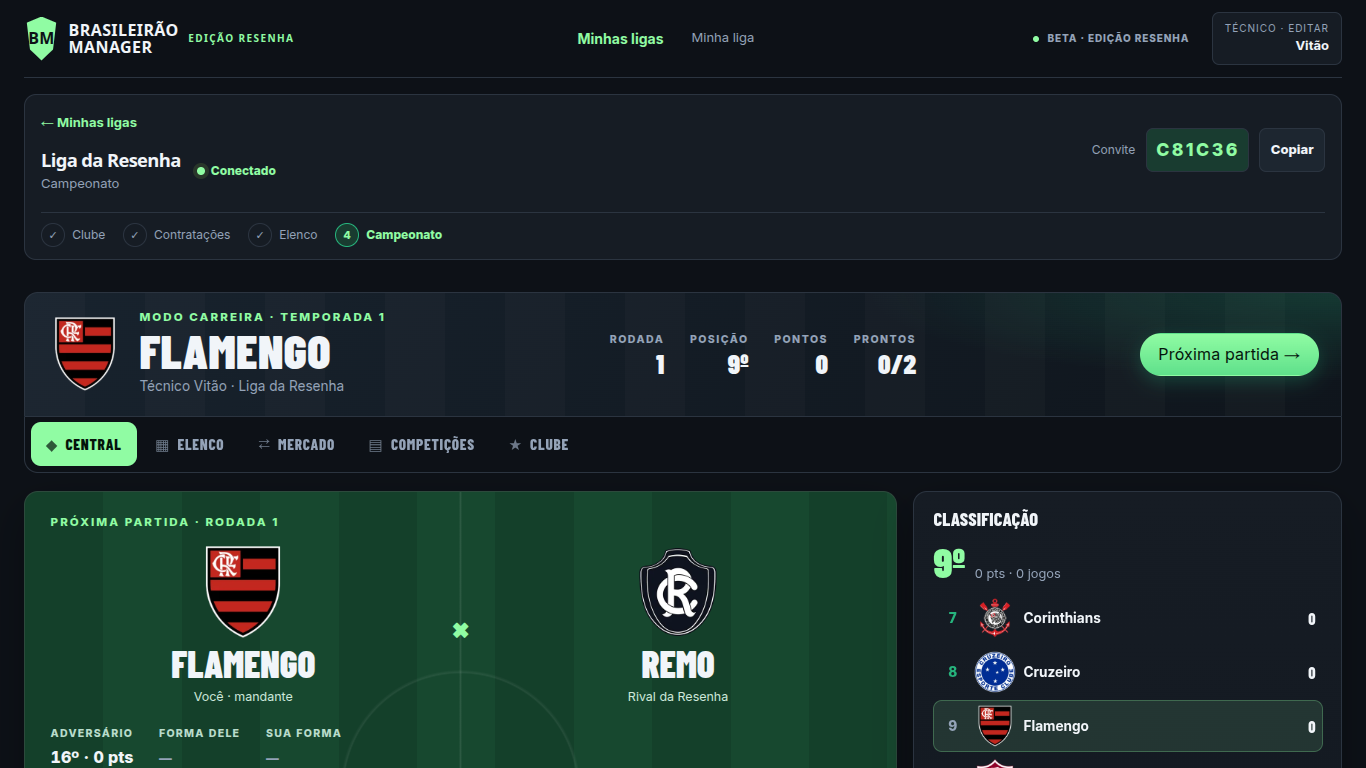 BM
BRASILEIRÃO
MANAGER
EDIÇÃO RESENHA
Minhas ligas
Minha liga
BETA · EDIÇÃO RESENHA
TÉCNICO · EDITAR
Vitão
← Minhas ligas
Liga da Resenha
Campeonato
Conectado
Convite
C81C36
Copiar
✓ Clube
✓ Contratações
✓ Elenco
4 Campeonato
MODO CARREIRA · TEMPORADA 1
FLAMENGO
Técnico Vitão · Liga da Resenha
RODADA
1
POSIÇÃO
9º
PONTOS
0
PRONTOS
0/2
Próxima partida →
CENTRAL
ELENCO
MERCADO
COMPETIÇÕES
CLUBE
PRÓXIMA PARTIDA · RODADA 1
FLAMENGO
Você · mandante
REMO
Rival da Resenha
ADVERSÁRIO
16º · 0 pts
FORMA DELE
—
SUA FORMA
—
CLASSIFICAÇÃO
9º
0 pts · 0 jogos
7 Corinthians 0
8 Cruzeiro 0
9 Flamengo 0